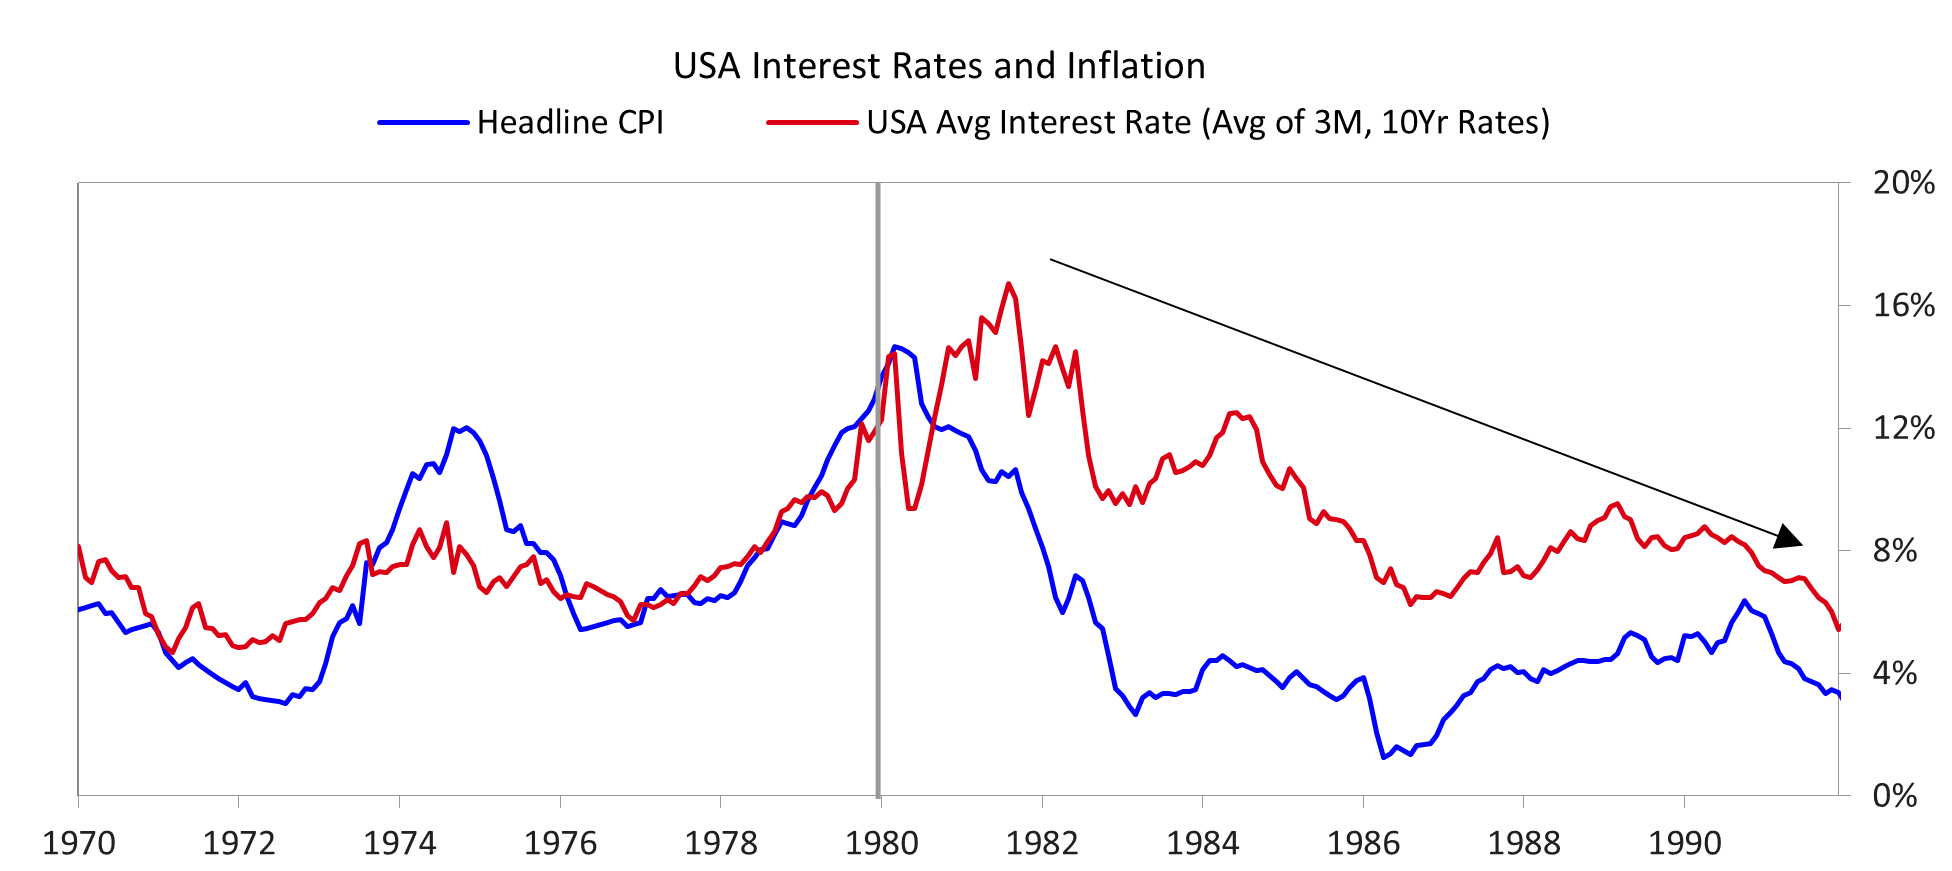 USA Interest Rates and Inflation
Headline CPI USA Avg Interest Rate (Avg of 3M, 10Yr Rates)
20%
16%
12%
8%
4%
0%
1970 1972 1974 1976 1978 1980 1982 1984 1986 1988 1990